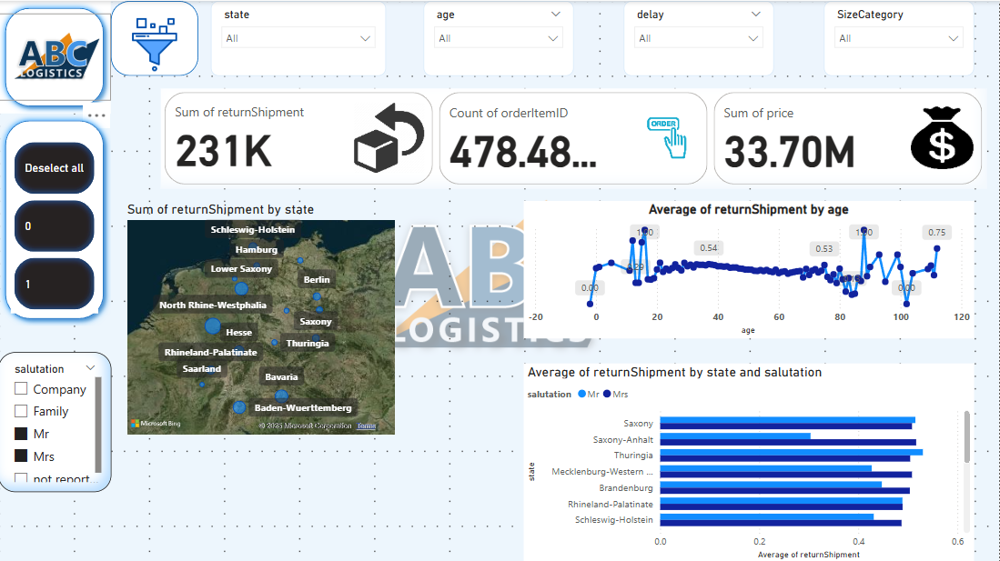 ABC
LOGISTICS
state
All
age
All
delay
All
SizeCategory
All
Deselect all
0
1
salutation
Company
Family
Mr
Mrs
not report...
Sum of returnShipment
231K
Count of orderItemID
478.48...
ORDER
Sum of price
33.70M
$
Sum of returnShipment by state
Schleswig-Holstein
Hamburg
Lower Saxony
Berlin
North Rhine-Westphalia
Saxony
Hesse
Thuringia
Rhineland-Palatinate
Saarland
Bavaria
Baden-Wuerttemberg
Microsoft Bing
Microsoft Corporation Terms
AB
LOGISTICS
Average of returnShipment by age
0.00
1.00
0.54
0.53
1.00
0.00
0.75
-20 0 20 40 60 80 100 120
age
Average of returnShipment by state and salutation
salutation Mr Mrs
state
Saxony
Saxony-Anhalt
Thuringia
Mecklenburg-Western ...
Brandenburg
Rhineland-Palatinate
Schleswig-Holstein
0.0 0.2 0.4 0.6
Average of returnShipment